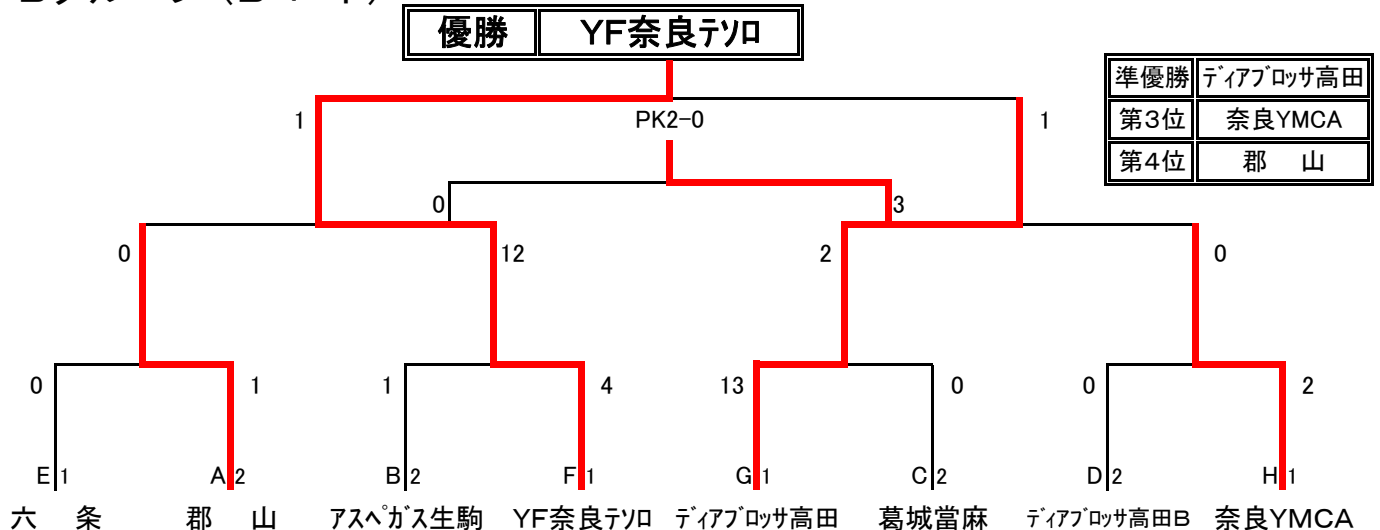 優勝 YF奈良テソロ
準優勝 ディアブロッサ高田
第3位 奈良YMCA
第4位 郡 山
1 PK2-0 1
0 3
0 12 2 0
0 1 1 4 13 0 0 2
E 1 A 2 B 2 F 1 G 1 C 2 D 2 H 1
六 条 郡 山 アスペガス生駒 YF奈良テソロ ディアブロッサ高田 葛城當麻 ディアブロッサ高田B 奈良YMCA